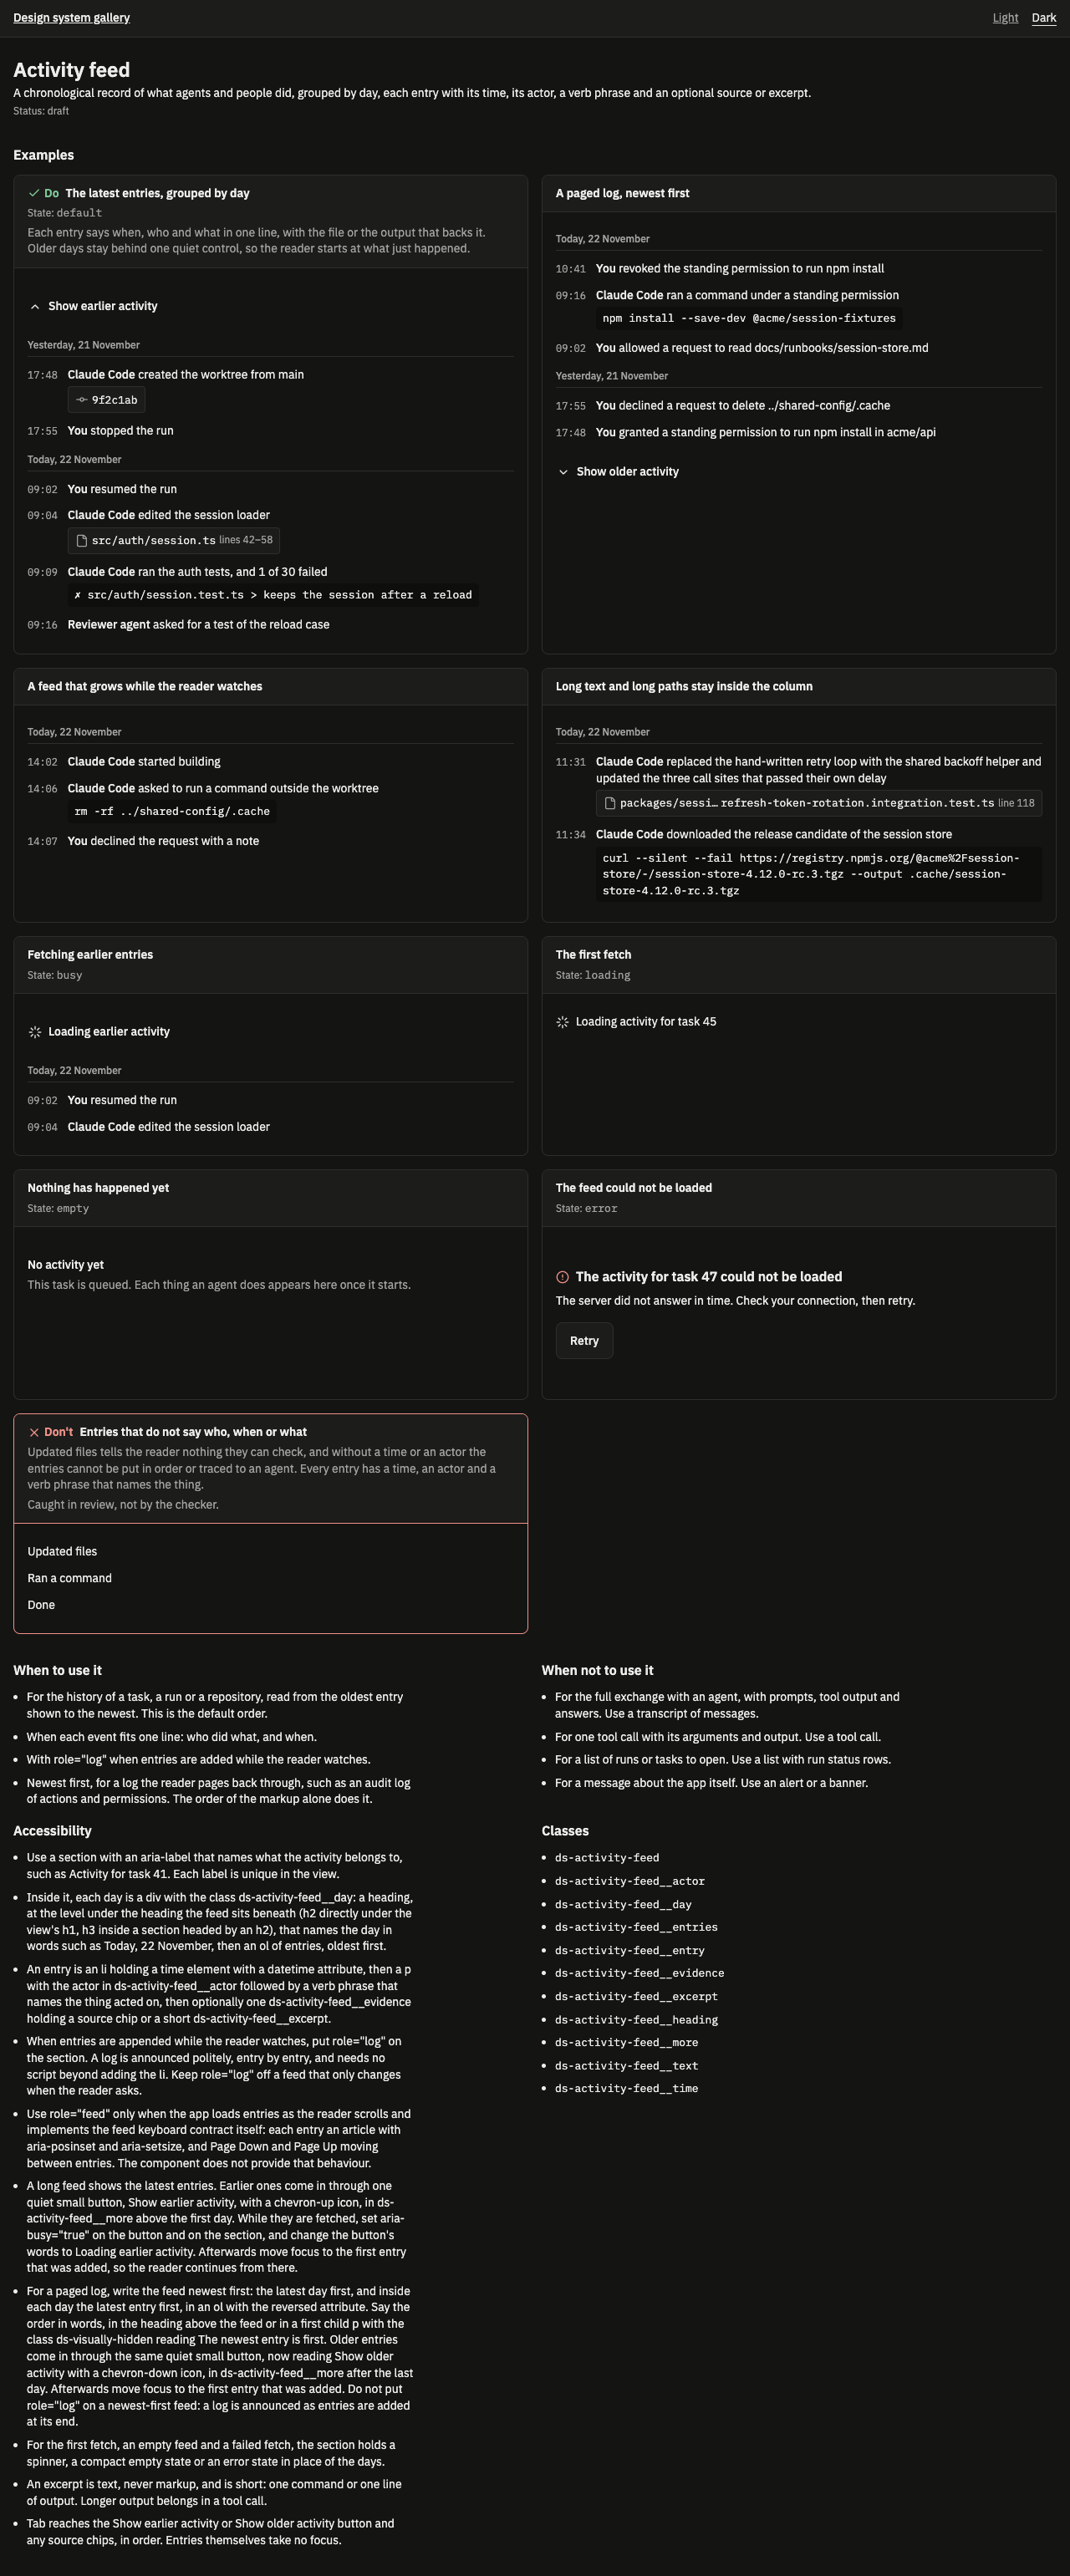 Design system gallery
Light Dark
Activity feed
A chronological record of what agents and people did, grouped by day, each entry with its time, its actor, a verb phrase and an optional source or excerpt.
Status: draft
Examples
Do The latest entries, grouped by day
State: default
Each entry says when, who and what in one line, with the file or the output that backs it.
Older days stay behind one quiet control, so the reader starts at what just happened.
Show earlier activity
Yesterday, 21 November
17:48 Claude Code created the worktree from main
9f2c1ab
17:55 You stopped the run
Today, 22 November
09:02 You resumed the run
09:04 Claude Code edited the session loader
src/auth/session.ts lines 42–58
09:09 Claude Code ran the auth tests, and 1 of 30 failed
✗ src/auth/session.test.ts > keeps the session after a reload
09:16 Reviewer agent asked for a test of the reload case
A paged log, newest first
Today, 22 November
10:41 You revoked the standing permission to run npm install
09:16 Claude Code ran a command under a standing permission
npm install --save-dev @acme/session-fixtures
09:02 You allowed a request to read docs/runbooks/session-store.md
Yesterday, 21 November
17:55 You declined a request to delete ../shared-config/.cache
17:48 You granted a standing permission to run npm install in acme/api
Show older activity
A feed that grows while the reader watches
Today, 22 November
14:02 Claude Code started building
14:06 Claude Code asked to run a command outside the worktree
rm -rf ../shared-config/.cache
14:07 You declined the request with a note
Long text and long paths stay inside the column
Today, 22 November
11:31 Claude Code replaced the hand-written retry loop with the shared backoff helper and
updated the three call sites that passed their own delay
packages/sessi… refresh-token-rotation.integration.test.ts line 118
11:34 Claude Code downloaded the release candidate of the session store
curl --silent --fail https://registry.npmjs.org/@acme%2Fsession-
store/-/session-store-4.12.0-rc.3.tgz --output .cache/session-
store-4.12.0-rc.3.tgz
Fetching earlier entries
State: busy
Loading earlier activity
Today, 22 November
09:02 You resumed the run
09:04 Claude Code edited the session loader
The first fetch
State: loading
Loading activity for task 45
Nothing has happened yet
State: empty
No activity yet
This task is queued. Each thing an agent does appears here once it starts.
The feed could not be loaded
State: error
The activity for task 47 could not be loaded
The server did not answer in time. Check your connection, then retry.
Retry
Don't Entries that do not say who, when or what
Updated files tells the reader nothing they can check, and without a time or an actor the
entries cannot be put in order or traced to an agent. Every entry has a time, an actor and a
verb phrase that names the thing.
Caught in review, not by the checker.
Updated files
Ran a command
Done
When to use it
• For the history of a task, a run or a repository, read from the oldest entry
shown to the newest. This is the default order.
• When each event fits one line: who did what, and when.
• With role="log" when entries are added while the reader watches.
• Newest first, for a log the reader pages back through, such as an audit log
of actions and permissions. The order of the markup alone does it.
When not to use it
• For the full exchange with an agent, with prompts, tool output and
answers. Use a transcript of messages.
• For one tool call with its arguments and output. Use a tool call.
• For a list of runs or tasks to open. Use a list with run status rows.
• For a message about the app itself. Use an alert or a banner.
Accessibility
• Use a section with an aria-label that names what the activity belongs to,
such as Activity for task 41. Each label is unique in the view.
• Inside it, each day is a div with the class ds-activity-feed__day: a heading,
at the level under the heading the feed sits beneath (h2 directly under the
view's h1, h3 inside a section headed by an h2), that names the day in
words such as Today, 22 November, then an ol of entries, oldest first.
• An entry is an li holding a time element with a datetime attribute, then a p
with the actor in ds-activity-feed__actor followed by a verb phrase that
names the thing acted on, then optionally one ds-activity-feed__evidence
holding a source chip or a short ds-activity-feed__excerpt.
• When entries are appended while the reader watches, put role="log" on
the section. A log is announced politely, entry by entry, and needs no
script beyond adding the li. Keep role="log" off a feed that only changes
when the reader asks.
• Use role="feed" only when the app loads entries as the reader scrolls and
implements the feed keyboard contract itself: each entry an article with
aria-posinset and aria-setsize, and Page Down and Page Up moving
between entries. The component does not provide that behaviour.
• A long feed shows the latest entries. Earlier ones come in through one
quiet small button, Show earlier activity, with a chevron-up icon, in ds-
activity-feed__more above the first day. While they are fetched, set aria-
busy="true" on the button and on the section, and change the button's
words to Loading earlier activity. Afterwards move focus to the first entry
that was added, so the reader continues from there.
• For a paged log, write the feed newest first: the latest day first, and inside
each day the latest entry first, in an ol with the reversed attribute. Say the
order in words, in the heading above the feed or in a first child p with the
class ds-visually-hidden reading The newest entry is first. Older entries
come in through the same quiet small button, now reading Show older
activity with a chevron-down icon, in ds-activity-feed__more after the last
day. Afterwards move focus to the first entry that was added. Do not put
role="log" on a newest-first feed: a log is announced as entries are added
at its end.
• For the first fetch, an empty feed and a failed fetch, the section holds a
spinner, a compact empty state or an error state in place of the days.
• An excerpt is text, never markup, and is short: one command or one line
of output. Longer output belongs in a tool call.
• Tab reaches the Show earlier activity or Show older activity button and
any source chips, in order. Entries themselves take no focus.
Classes
• ds-activity-feed
• ds-activity-feed__actor
• ds-activity-feed__day
• ds-activity-feed__entries
• ds-activity-feed__entry
• ds-activity-feed__evidence
• ds-activity-feed__excerpt
• ds-activity-feed__heading
• ds-activity-feed__more
• ds-activity-feed__text
• ds-activity-feed__time